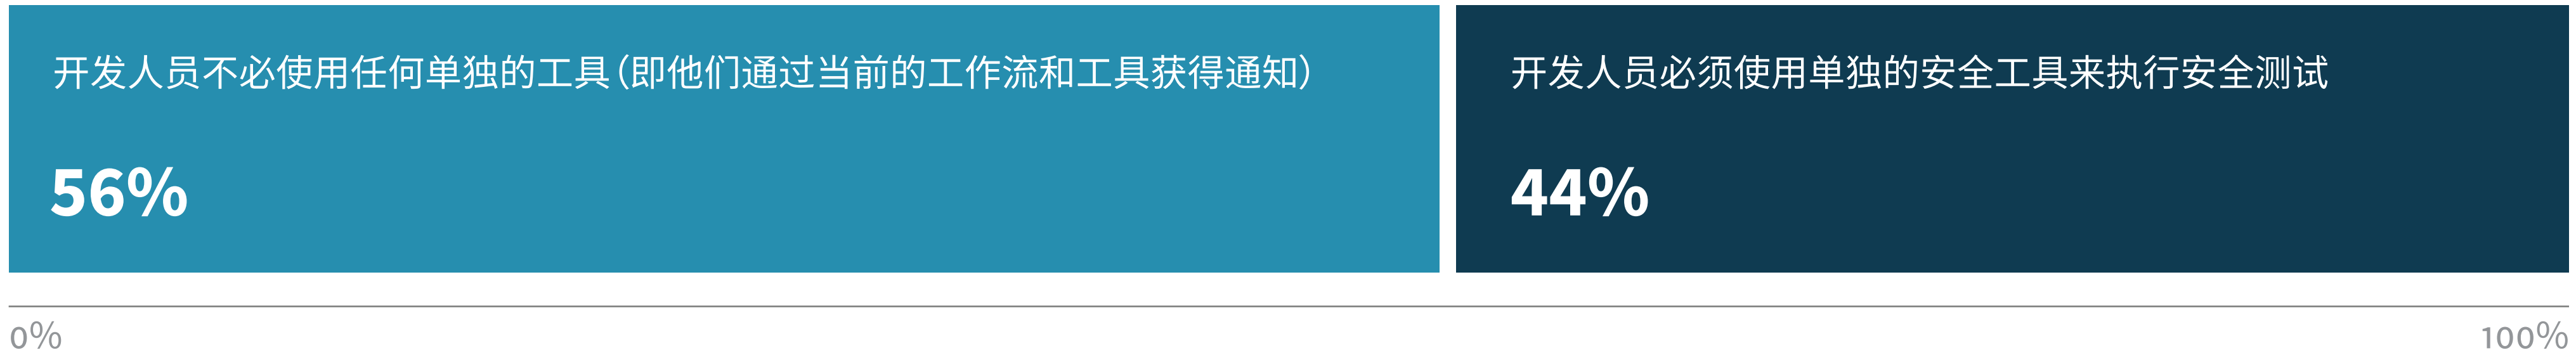 开发人员不必使用任何单独的工具（即他们通过当前的工作流和工具获得通知）
56%
开发人员必须使用单独的安全工具来执行安全测试
44%
0%
100%